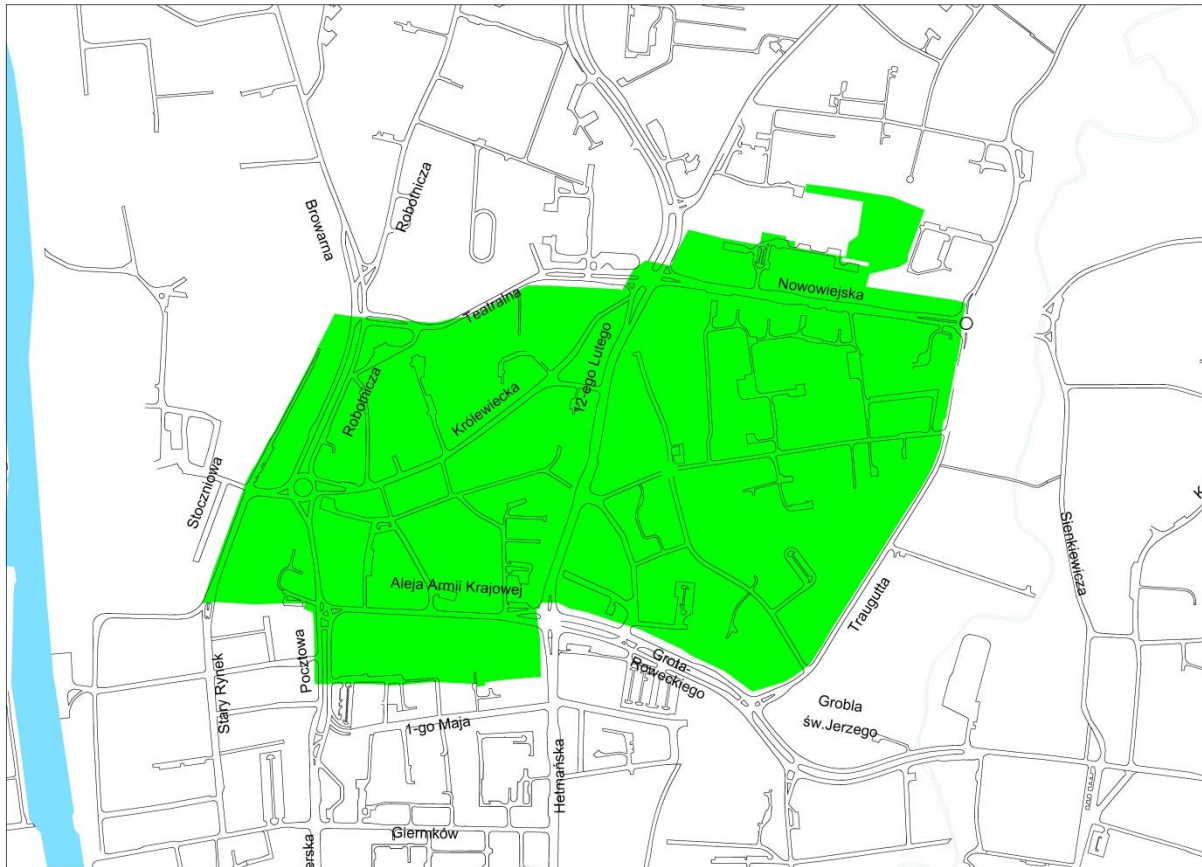 Robotnicza
Browarna
Nowowiejska
Teatralna
12-ego Lutego
Robotnicza
Królewiecka
Stoczniowa
Sienkiewicza
Aleja Armii Krajowej
Traugutta
Pocztowa
Stary Rynek
Grota-
Roweckiego
Grobla
św.Jerzego
1-go Maja
Hetmańska
Giermków
erska